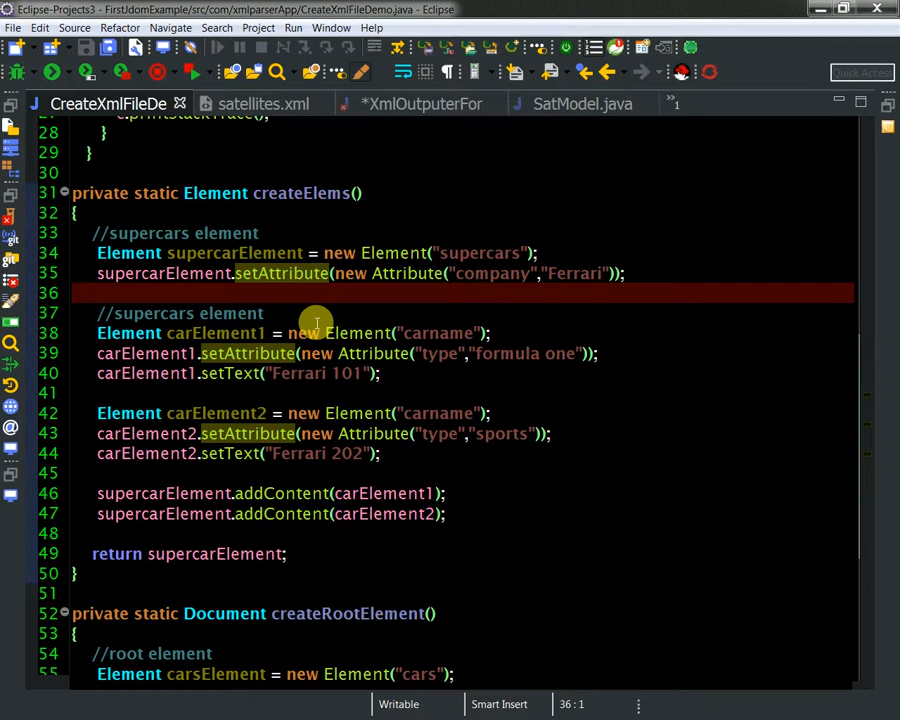 Eclipse-Projects3 - FirstJdomExample/src/com/xmlparserApp/CreateXmlFileDemo.java - Eclipse
File Edit Source Refactor Navigate Search Project Run Window Help
Quick Access
CreateXmlFileDe satellites.xml *XmlOutputerFor SatModel.java »1
28 }
29 }
30
31 private static Element createElems()
32 {
33 //supercars element
34 Element supercarElement = new Element("supercars");
35 supercarElement.setAttribute(new Attribute("company","Ferrari"));
36
37 //supercars element
38 Element carElement1 = new Element("carname");
39 carElement1.setAttribute(new Attribute("type","formula one"));
40 carElement1.setText("Ferrari 101");
41
42 Element carElement2 = new Element("carname");
43 carElement2.setAttribute(new Attribute("type","sports"));
44 carElement2.setText("Ferrari 202");
45
46 supercarElement.addContent(carElement1);
47 supercarElement.addContent(carElement2);
48
49 return supercarElement;
50 }
51
52 private static Document createRootElement()
53 {
54 //root element
55 Element carsElement = new Element("cars");
Writable Smart Insert 36 : 1